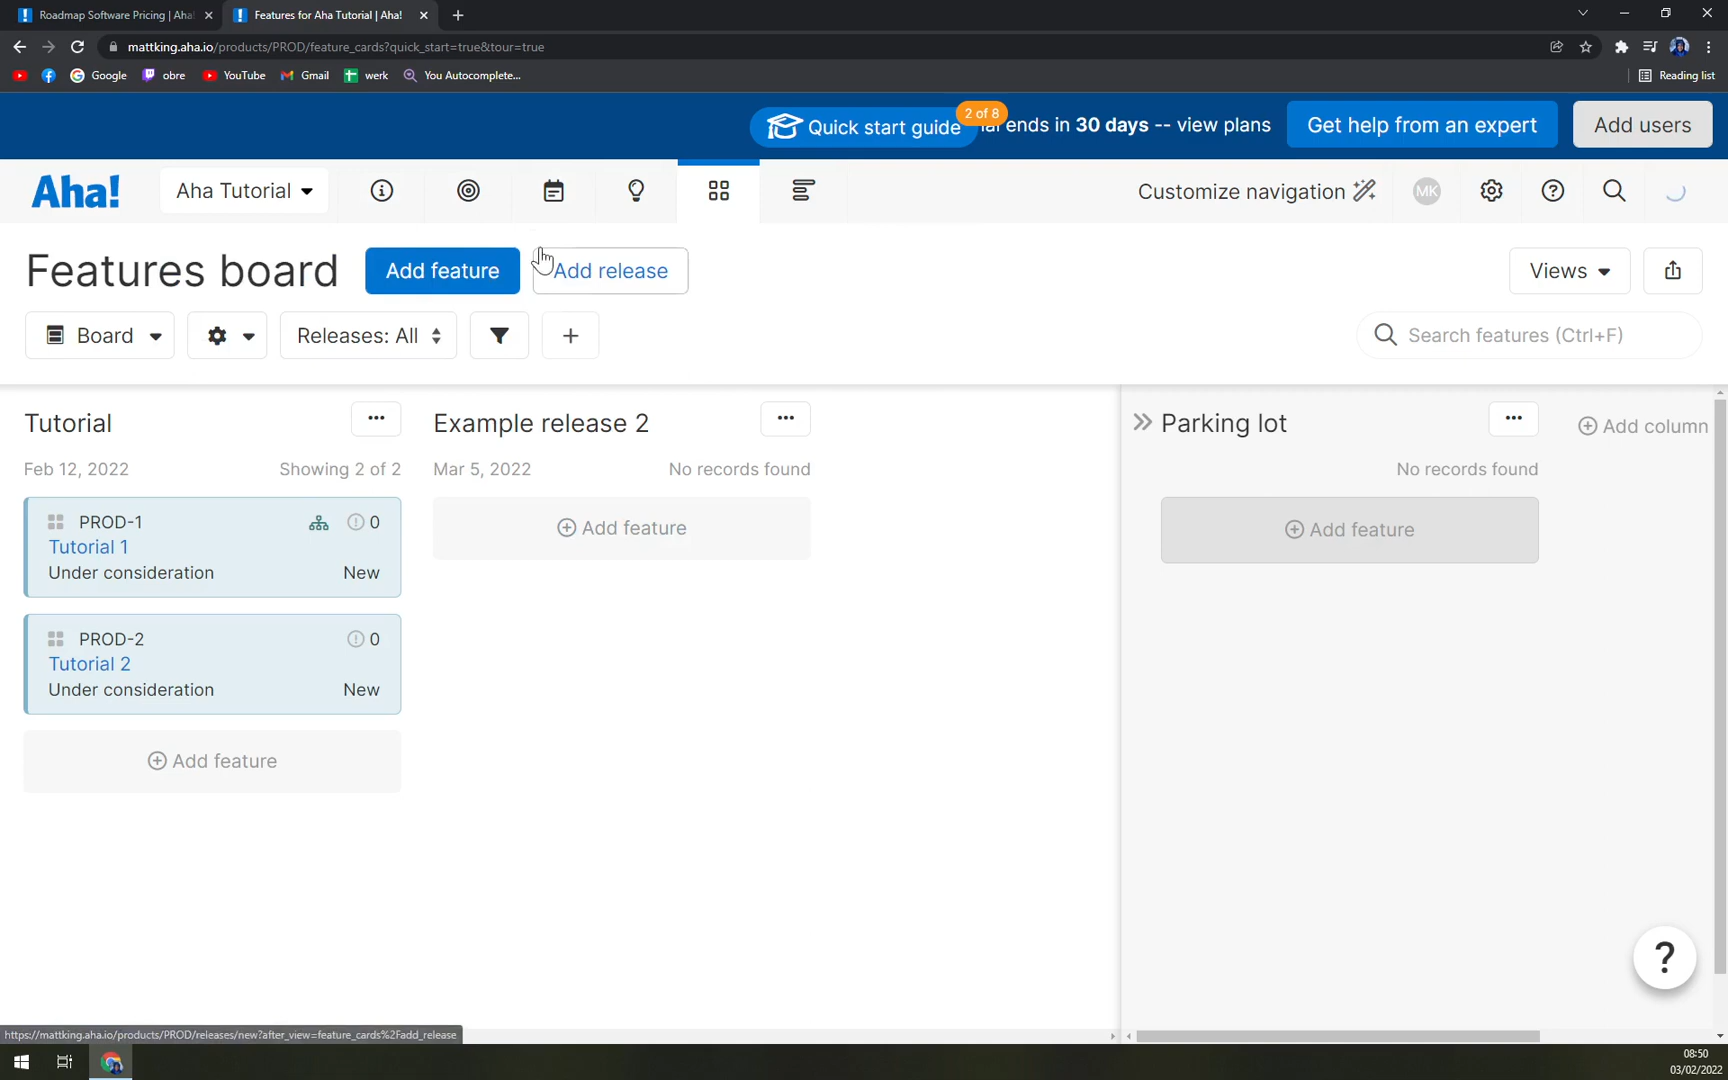 Roadmap Software Pricing | Aha!
Features for Aha Tutorial | Aha!
mattking.aha.io/products/PROD/feature_cards?quick_start=true&tour=true
Google
obre
YouTube
Gmail
werk
You Autocomplete...
Reading list
Quick start guide
2 of 8
ends in 30 days -- view plans
Get help from an expert
Add users
Aha!
Aha Tutorial
Customize navigation
MK
Features board
Add feature
Add release
Views
Board
Releases: All
Search features (Ctrl+F)
Tutorial
Feb 12, 2022
Showing 2 of 2
PROD-1
0
Tutorial 1
Under consideration
New
PROD-2
0
Tutorial 2
Under consideration
New
Add feature
Example release 2
Mar 5, 2022
No records found
Add feature
Parking lot
No records found
Add feature
Add column
?
https://mattking.aha.io/products/PROD/releases/new?after_view=feature_cards%2Fadd_release
08:50
03/02/2022